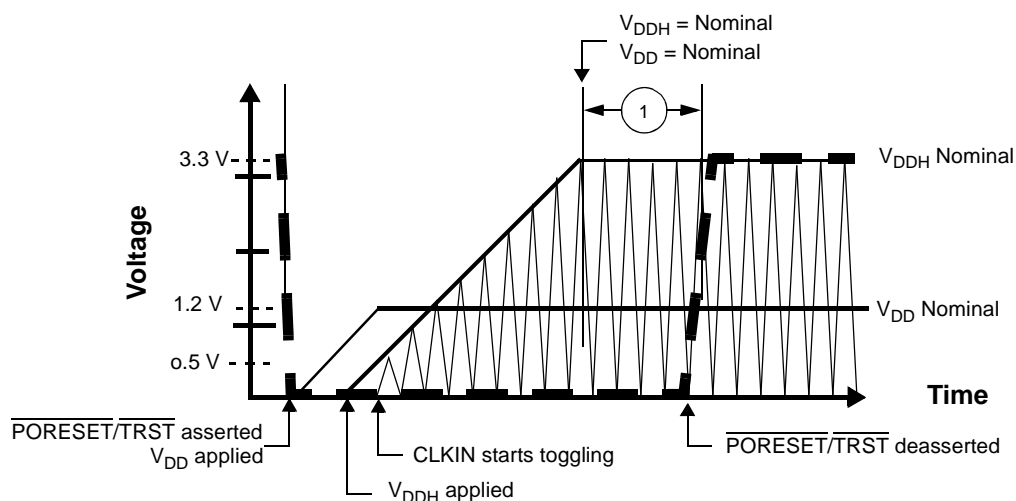 V_DDH = Nominal
V_DD = Nominal
1
3.3 V
V_DDH Nominal
Voltage
1.2 V
V_DD Nominal
o.5 V
Time
PORESET/TRST asserted
V_DD applied
CLKIN starts toggling
PORESET/TRST deasserted
V_DDH applied